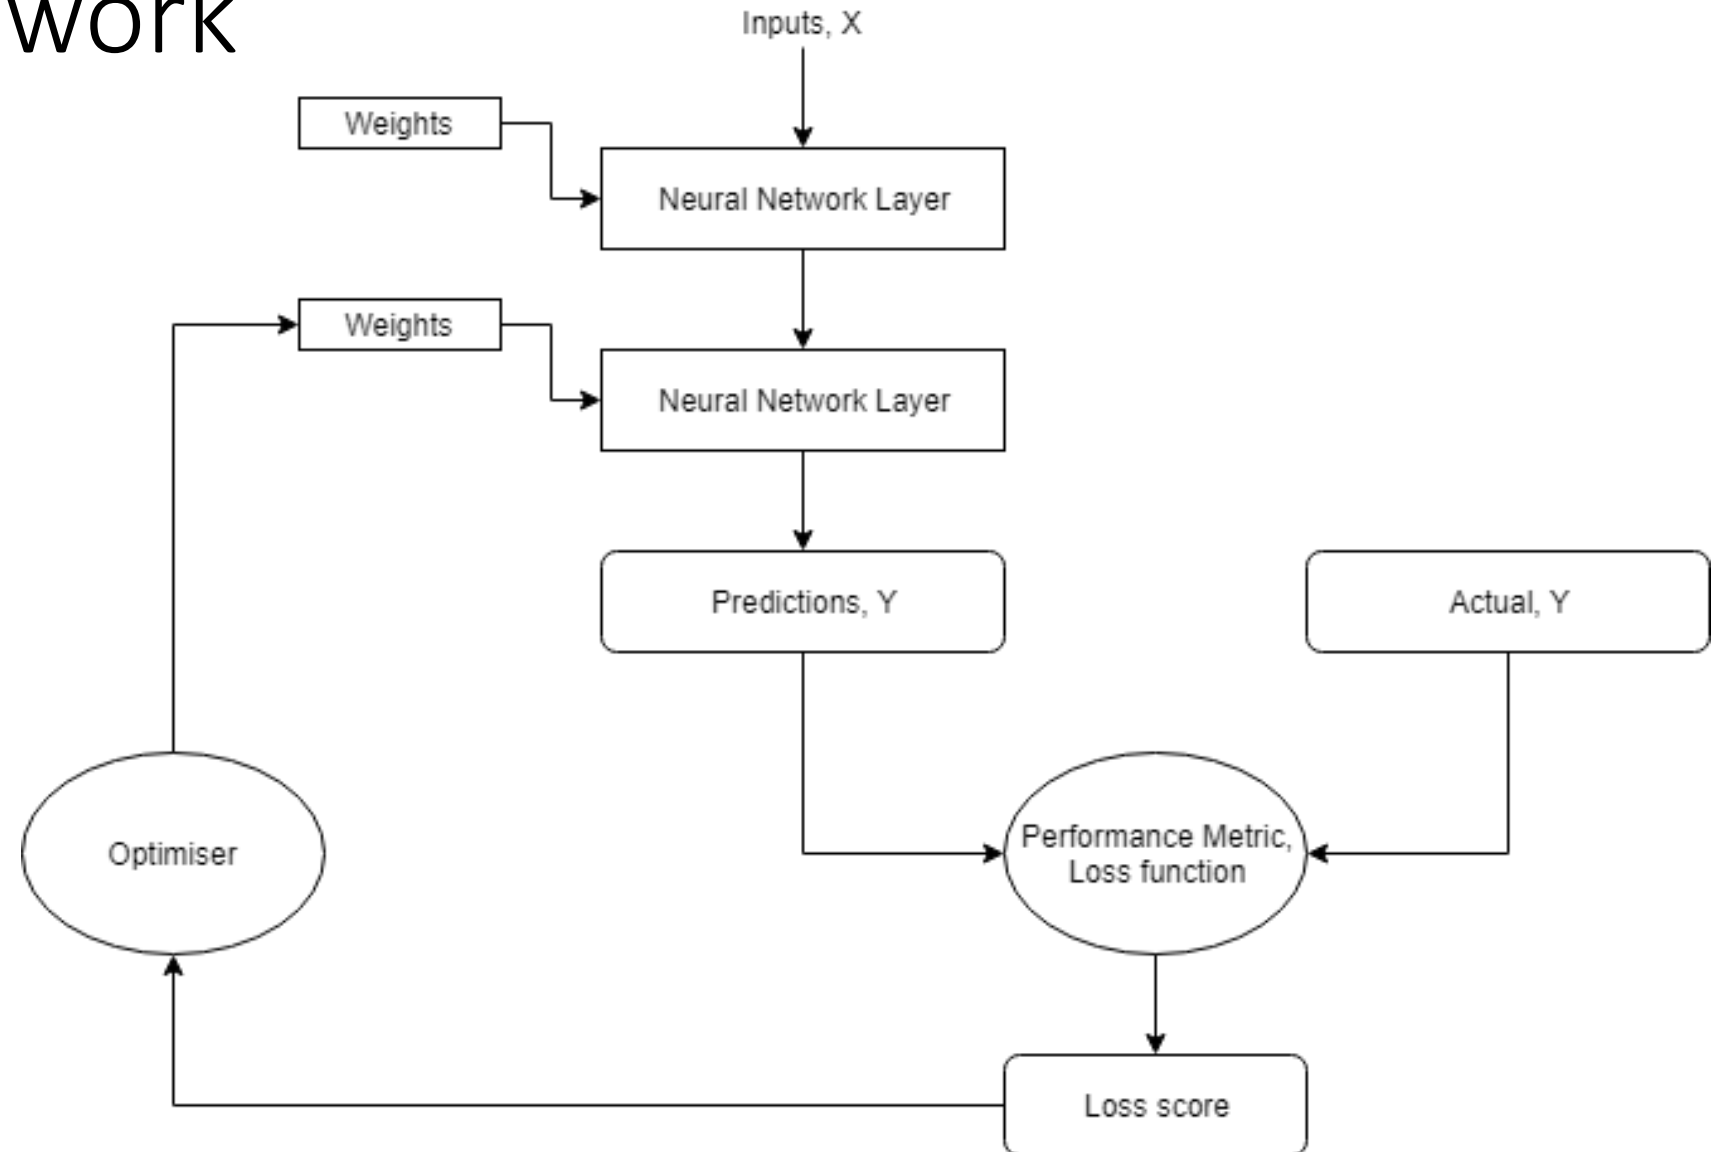 work
Inputs, X
Weights
Neural Network Layer
Weights
Neural Network Layer
Predictions, Y
Actual, Y
Optimiser
Performance Metric,
Loss function
Loss score